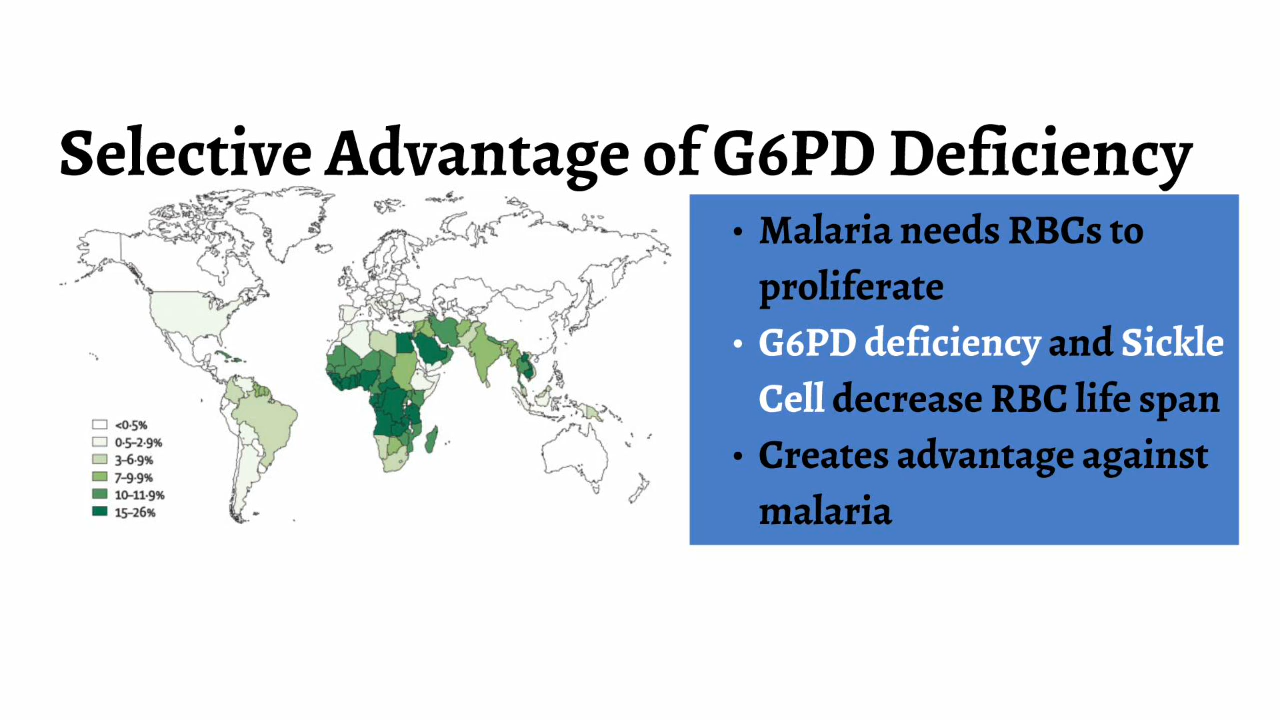 Selective Advantage of G6PD Deficiency
<0·5%
0·5–2·9%
3–6·9%
7–9·9%
10–11·9%
15–26%
• Malaria needs RBCs to
proliferate
• G6PD deficiency and Sickle
Cell decrease RBC life span
• Creates advantage against
malaria